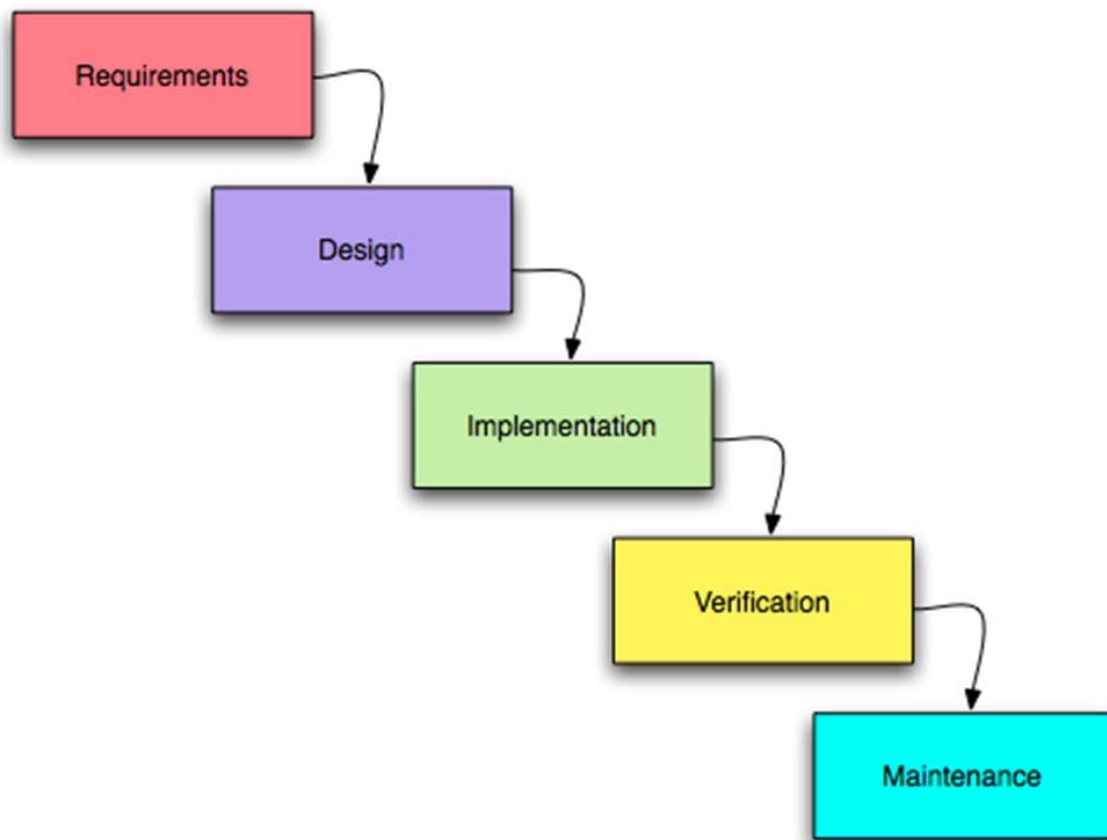 Requirements
Design
Implementation
Verification
Maintenance